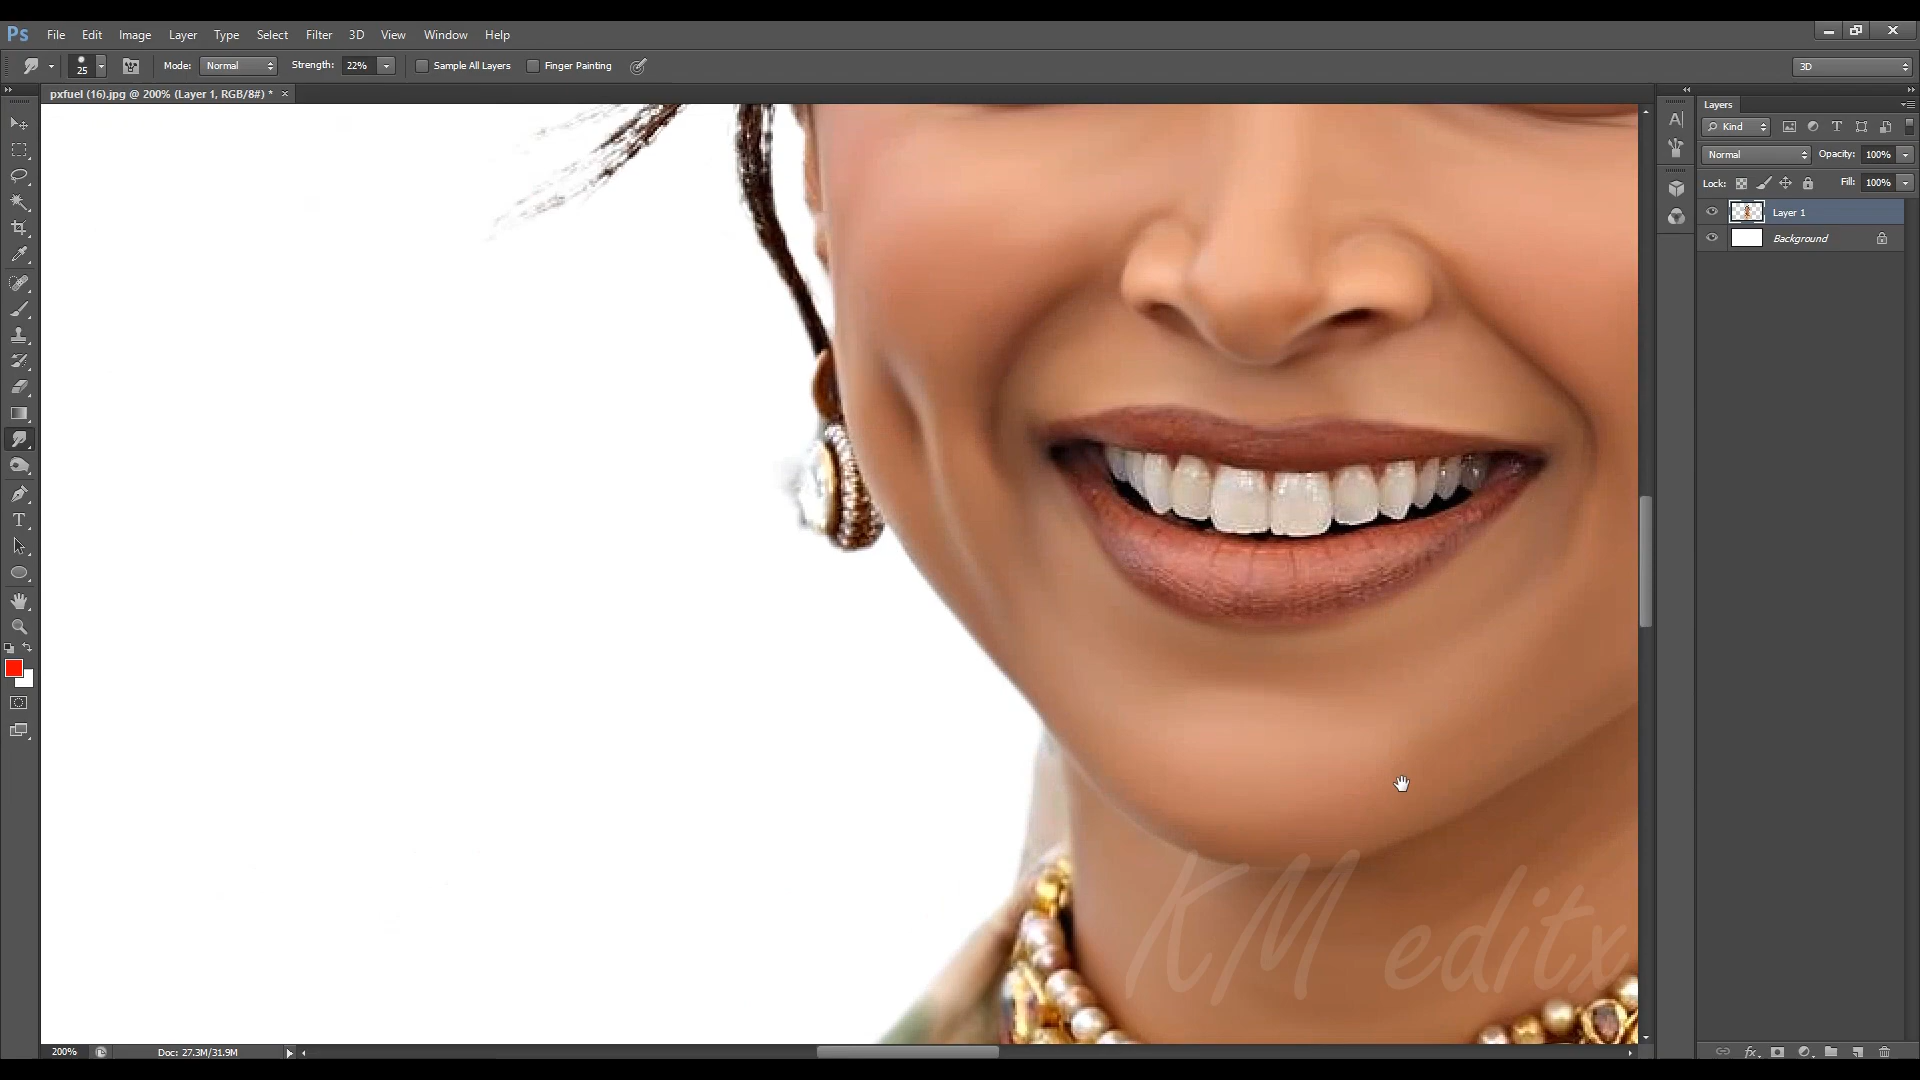 Ps File Edit Image Layer Type Select Filter 3D View Window Help
25 Mode: Normal Strength: 22% Sample All Layers Finger Painting 3D
pxfuel (16).jpg @ 200% (Layer 1, RGB/8#) * ×
Layers
Kind
Normal Opacity: 100%
Lock: Fill: 100%
Layer 1
Background
KM editx
200% Doc: 27.3M/31.9M